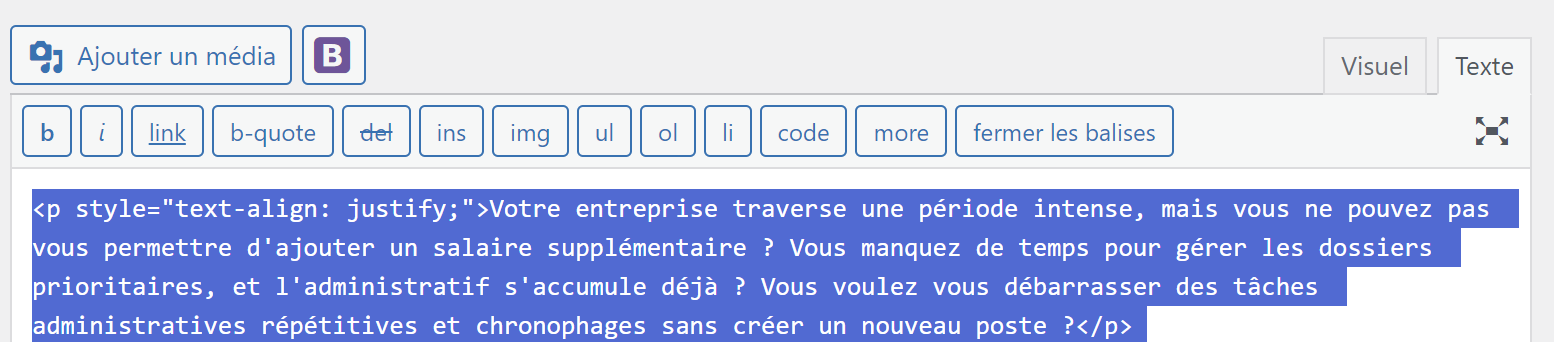 Ajouter un média B
Visuel Texte
b i link b-quote del ins img ul ol li code more fermer les balises
<p style="text-align: justify;">Votre entreprise traverse une période intense, mais vous ne pouvez pas
vous permettre d'ajouter un salaire supplémentaire ? Vous manquez de temps pour gérer les dossiers
prioritaires, et l'administratif s'accumule déjà ? Vous voulez vous débarrasser des tâches
administratives répétitives et chronophages sans créer un nouveau poste ?</p>